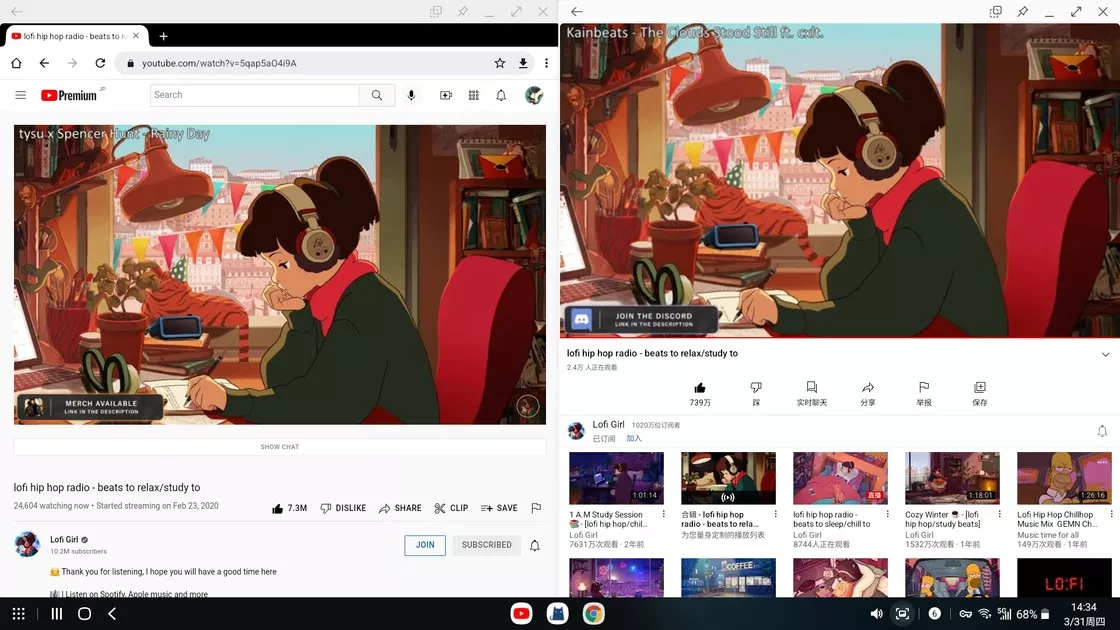 lofi hip hop radio - beats to r
youtube.com/watch?v=5qap5aO4i9A
Premium JP
Search
tysu x Spencer Hunt - Rainy Day
MERCH AVAILABLE
LINK IN THE DESCRIPTION
SHOW CHAT
lofi hip hop radio - beats to relax/study to
24,604 watching now • Started streaming on Feb 23, 2020
7.3M
DISLIKE
SHARE
CLIP
SAVE
Lofi Girl
10.2M subscribers
JOIN
SUBSCRIBED
Thank you for listening, I hope you will have a good time here
| Listen on Spotify, Apple music and more
Kainbeats - The Clouds Stood Still ft. cxit.
JOIN THE DISCORD
LINK IN THE DESCRIPTION
lofi hip hop radio - beats to relax/study to
2.4万 人正在观看
739万
踩
实时聊天
分享
举报
保存
Lofi Girl 1020万位订阅者
已订阅 加入
1:01:14
1 A.M Study Session
- [lofi hip hop/chil...
Lofi Girl
7631万次观看 · 2年前
合辑 - lofi hip hop
radio - beats to rela...
为您量身定制的播放列表
直播
lofi hip hop radio -
beats to sleep/chill to
Lofi Girl
8744人正在观看
1:18:01
Cozy Winter - [lofi
hip hop/study beats]
Lofi Girl
1532万次观看 · 1年前
1:26:16
Lofi Hip Hop Chillhop
Music Mix GEMN Ch...
Music time for all
149万次观看 · 1年前
COFFEE
LO:FI
6
5G
68%
14:34
3/31周四